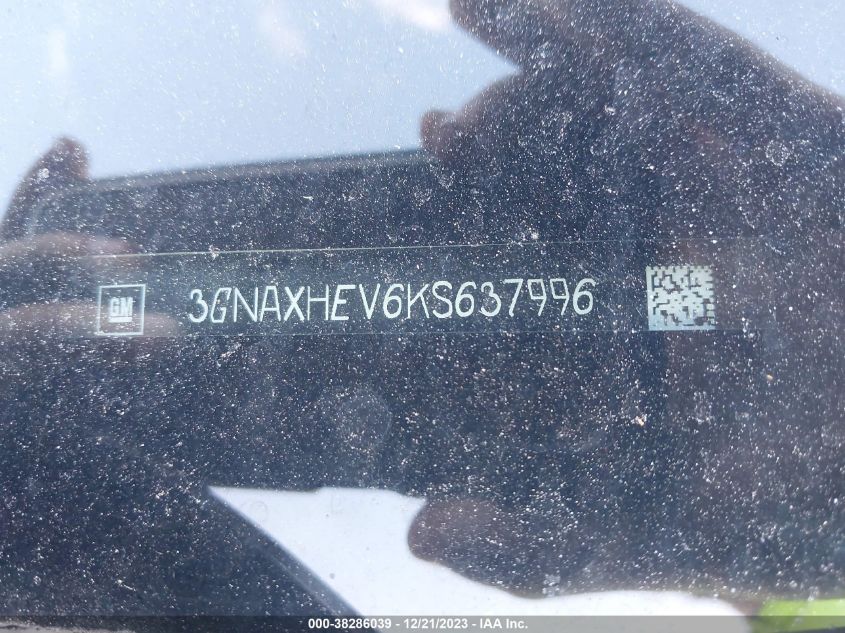 GM 3GNAXHEV6KS637996
000-38286039 - 12/21/2023 - IAA Inc.